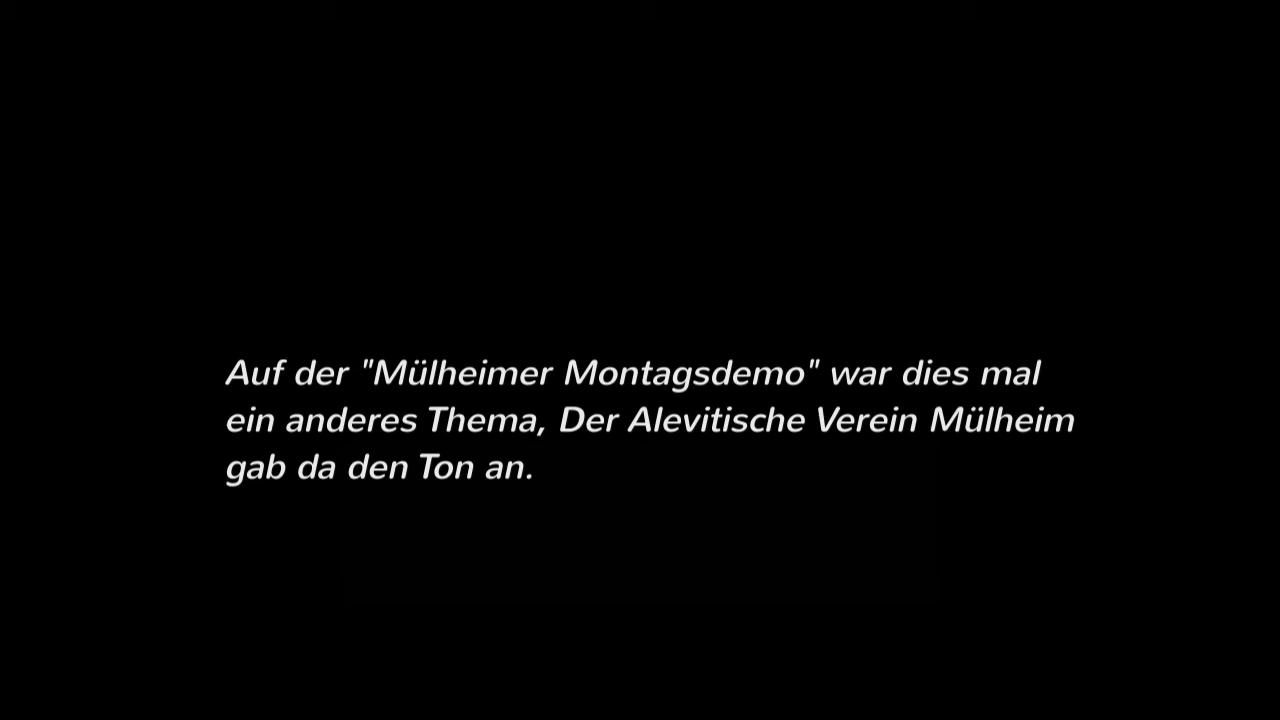 Auf der "Mülheimer Montagsdemo" war dies mal
ein anderes Thema, Der Alevitische Verein Mülheim
gab da den Ton an.